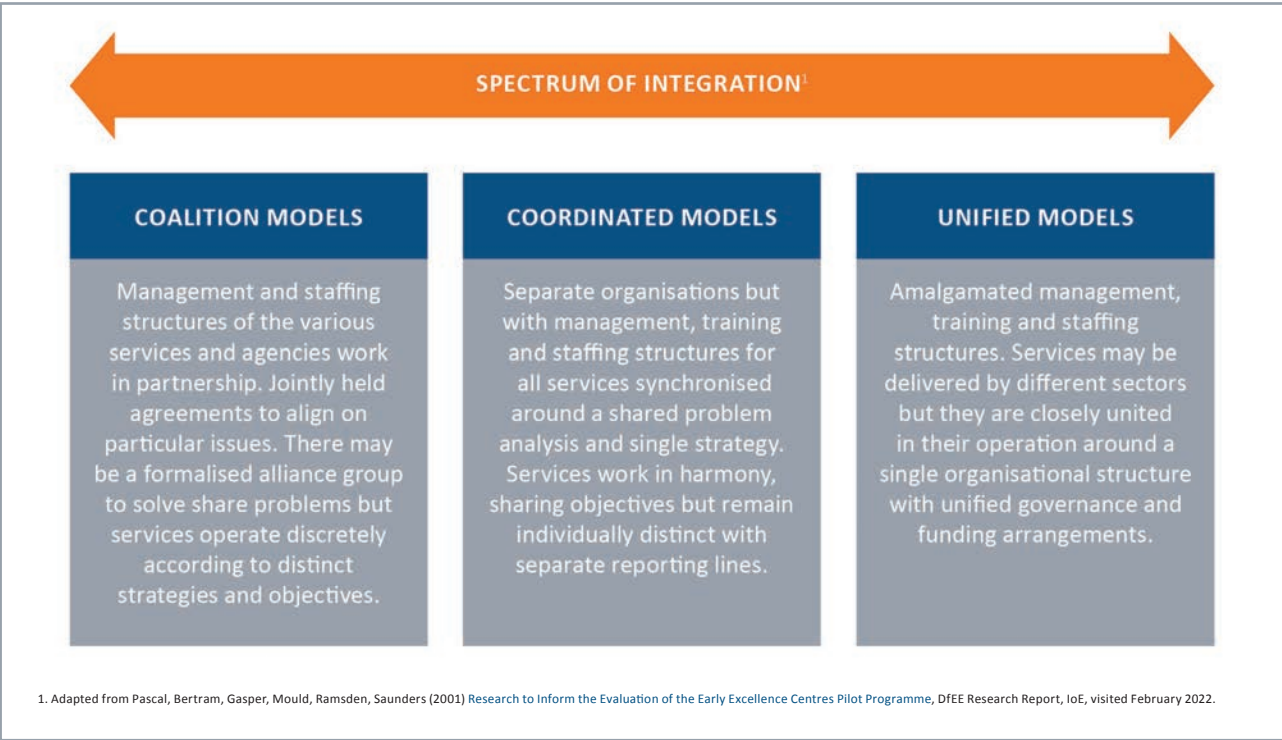 SPECTRUM OF INTEGRATION¹
COALITION MODELS
Management and staffing
structures of the various
services and agencies work
in partnership. Jointly held
agreements to align on
particular issues. There may
be a formalised alliance group
to solve share problems but
services operate discretely
according to distinct
strategies and objectives.
COORDINATED MODELS
Separate organisations but
with management, training
and staffing structures for
all services synchronised
around a shared problem
analysis and single strategy.
Services work in harmony,
sharing objectives but remain
individually distinct with
separate reporting lines.
UNIFIED MODELS
Amalgamated management,
training and staffing
structures. Services may be
delivered by different sectors
but they are closely united
in their operation around a
single organisational structure
with unified governance and
funding arrangements.
1. Adapted from Pascal, Bertram, Gasper, Mould, Ramsden, Saunders (2001) Research to Inform the Evaluation of the Early Excellence Centres Pilot Programme, DfEE Research Report, IoE, visited February 2022.